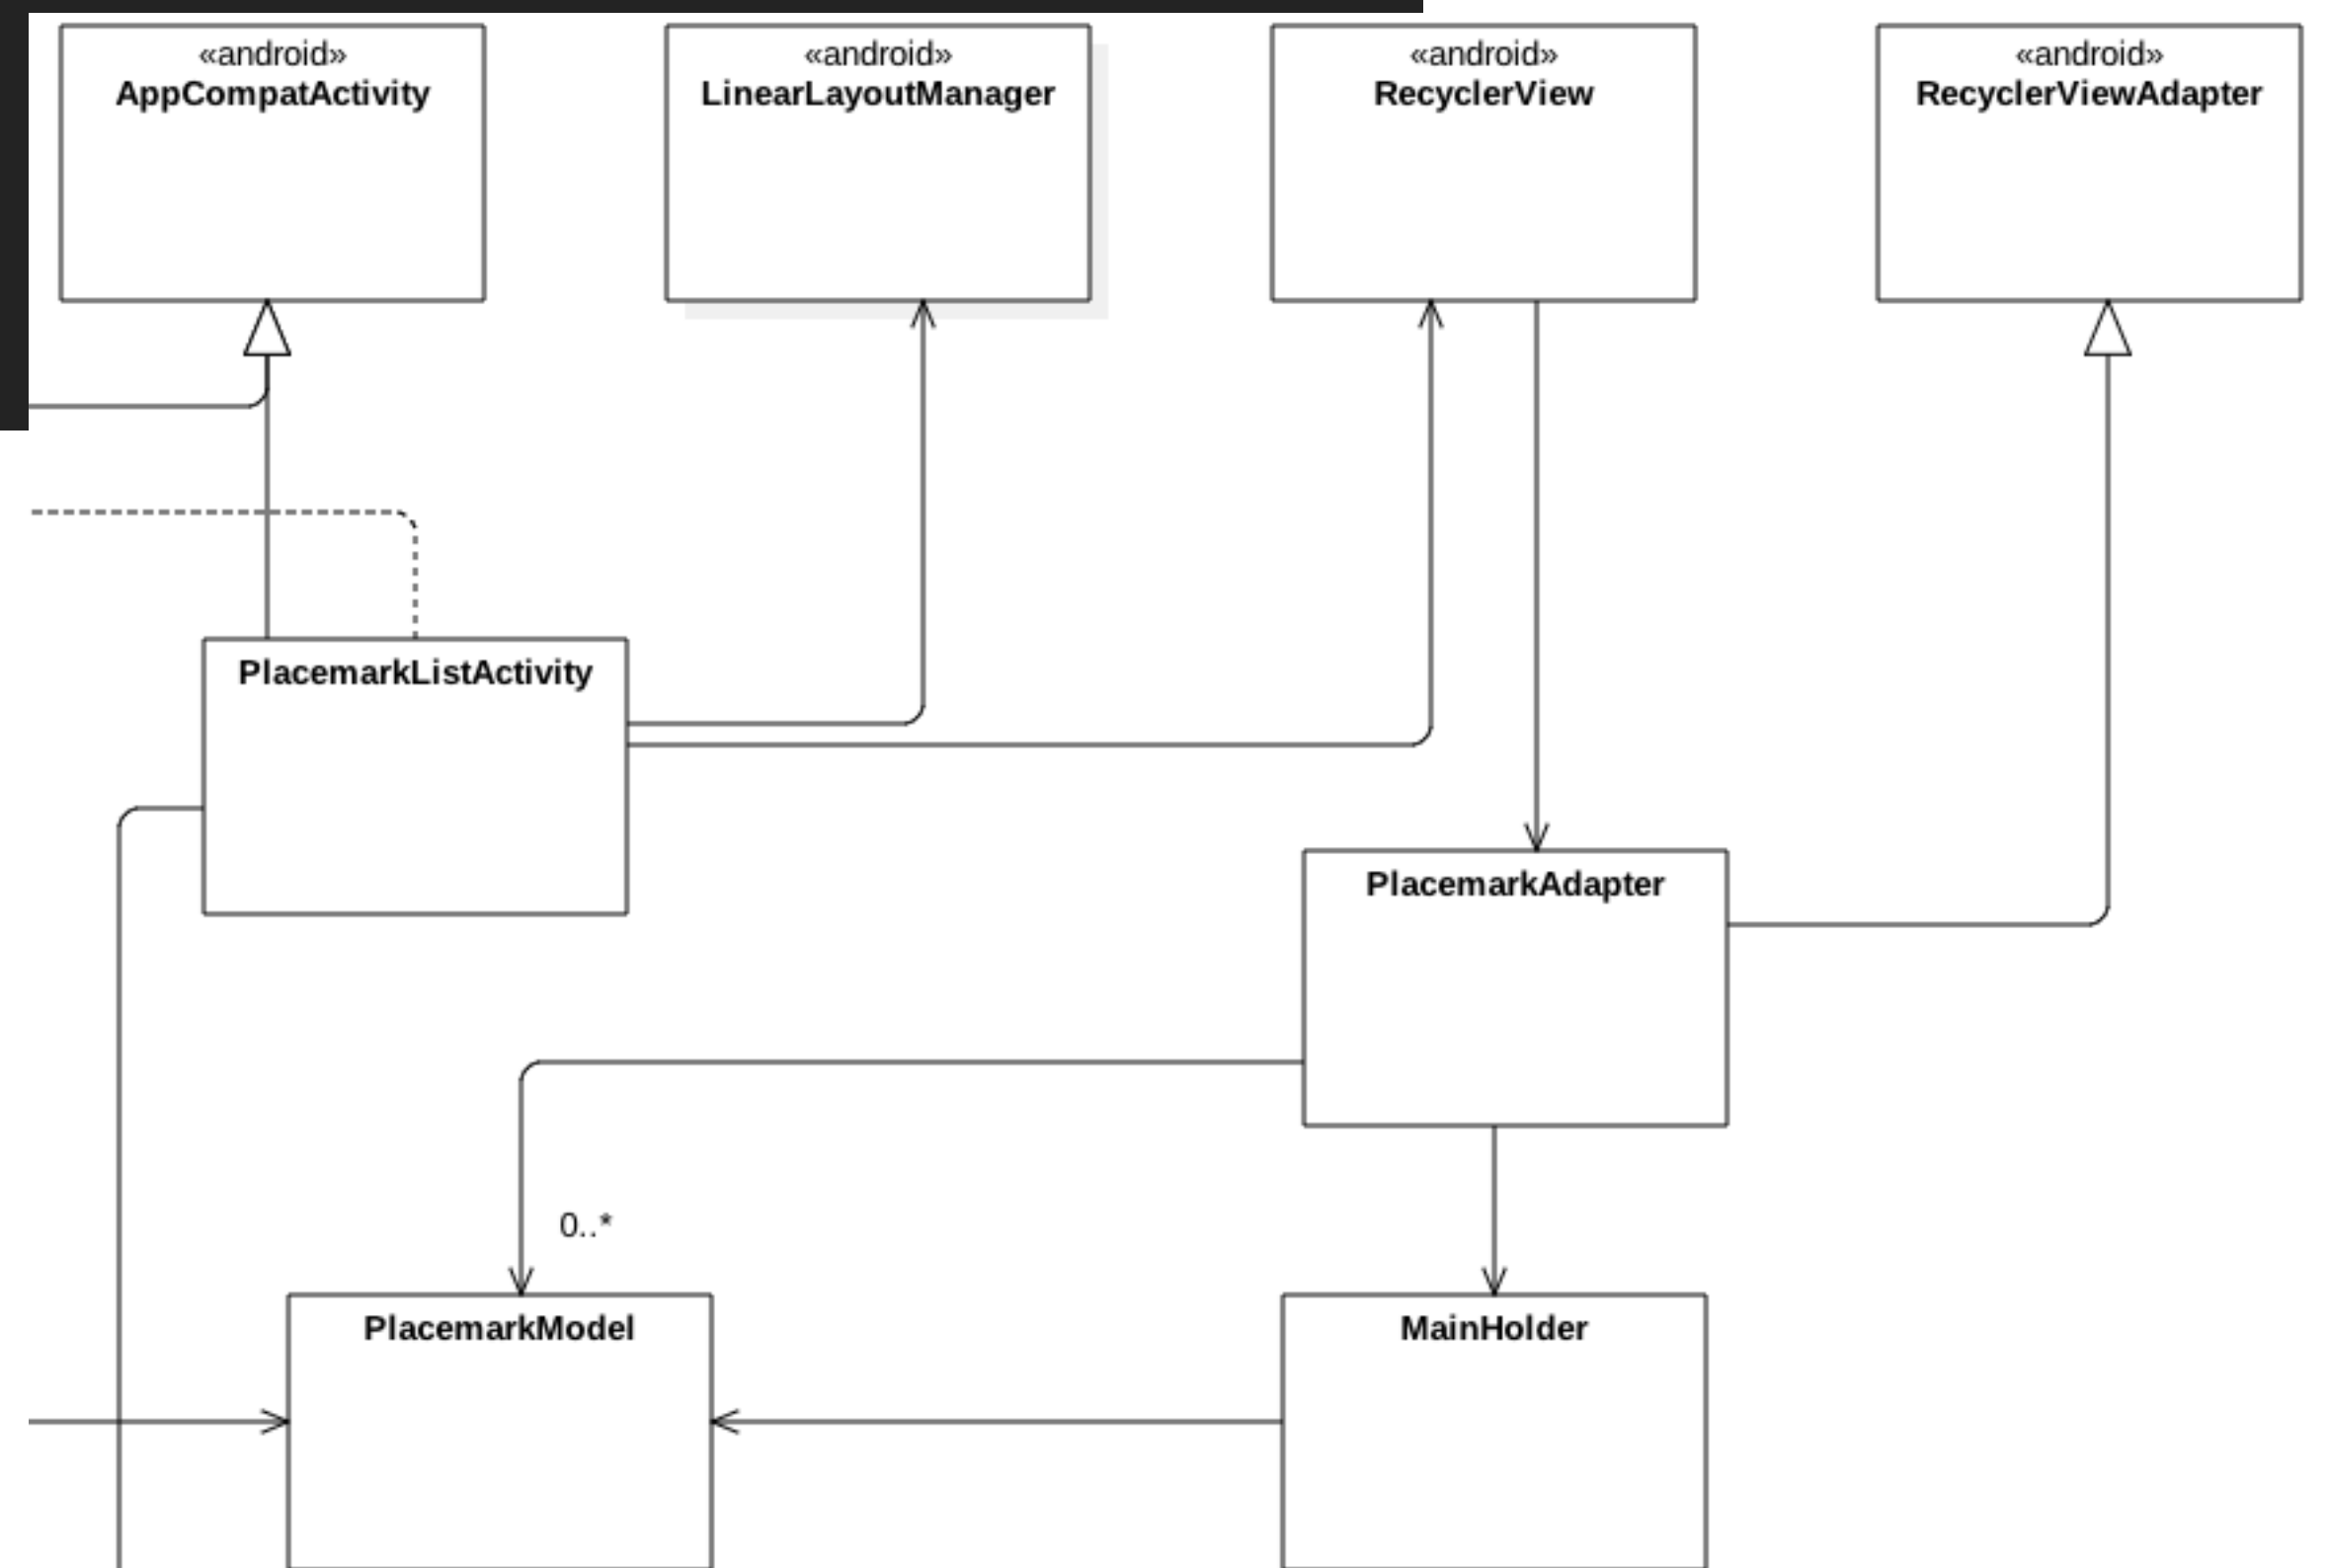 «android»
AppCompatActivity
«android»
LinearLayoutManager
«android»
RecyclerView
«android»
RecyclerViewAdapter
PlacemarkListActivity
PlacemarkAdapter
0..*
PlacemarkModel
MainHolder